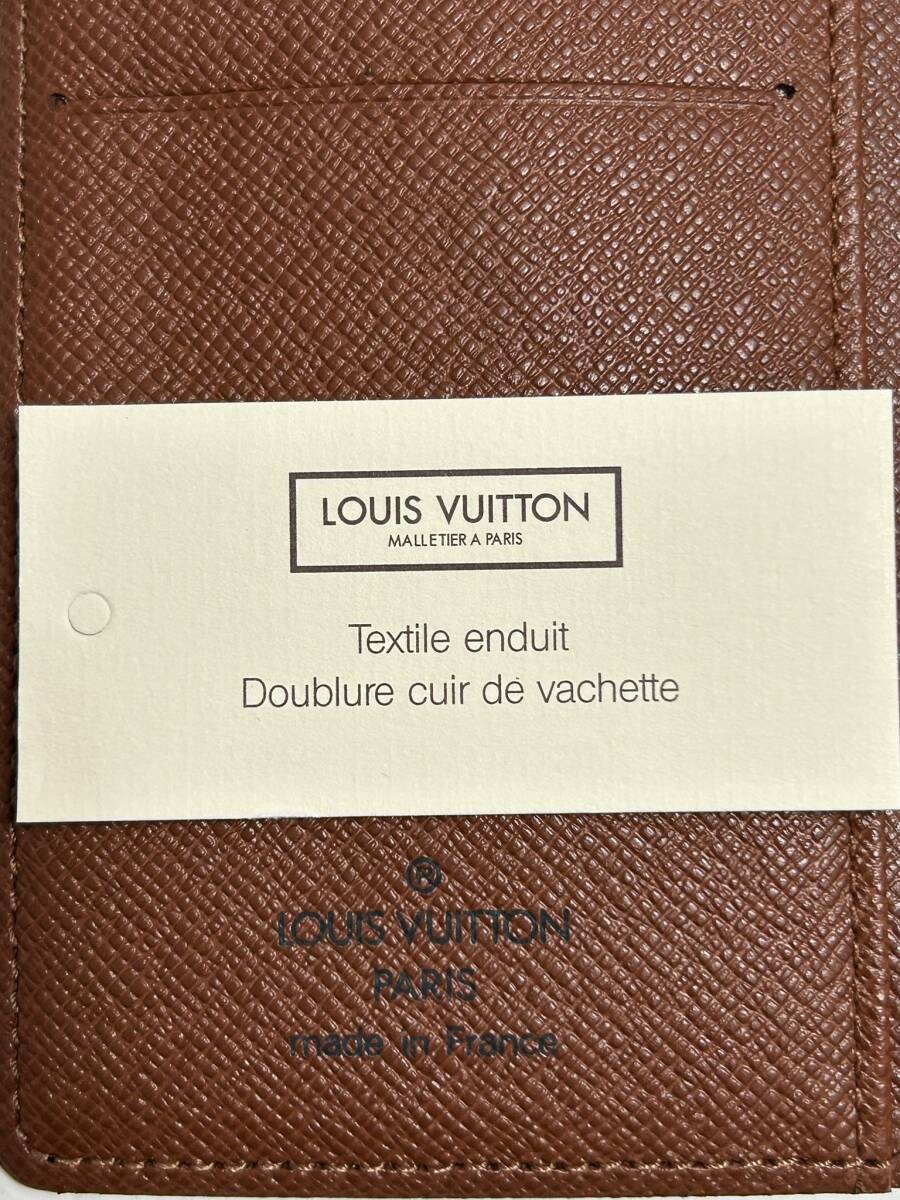 LOUIS VUITTON
MALLETIER A PARIS
Textile enduit
Doublure cuir de vachette
®
LOUIS VUITTON
PARIS
made in France